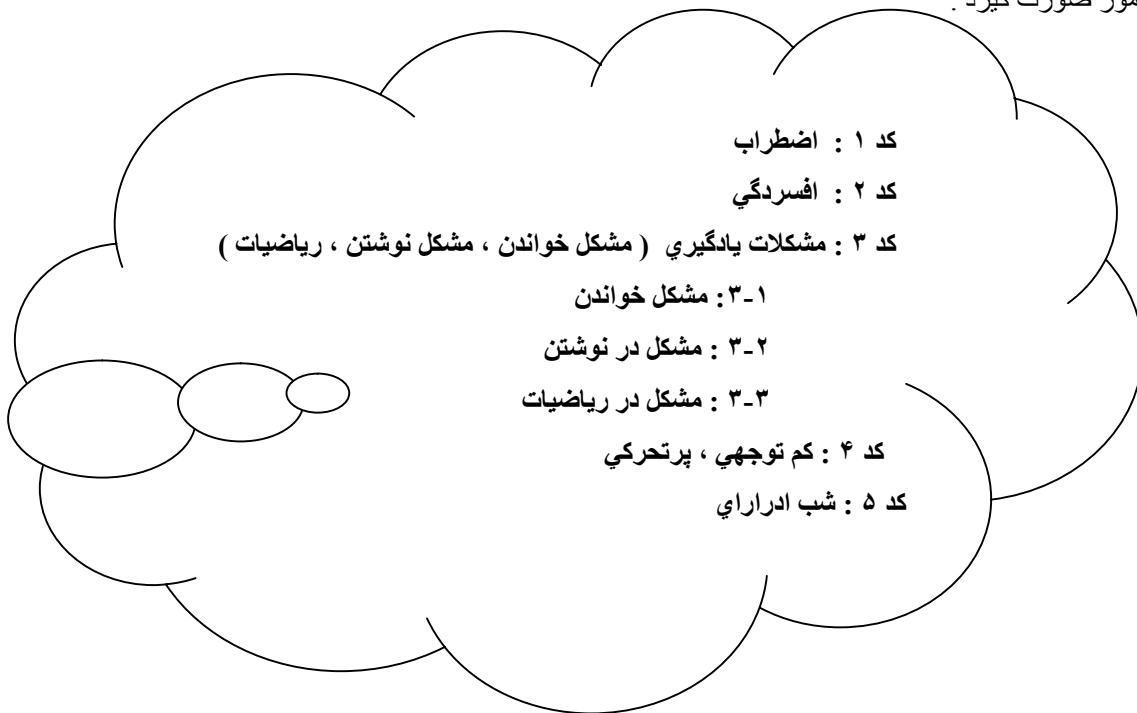 صورت گيرد .
کد ۱ : اضطراب
کد ۲ : افسردگي
کد ۳ : مشکلات يادگيري ( مشکل خواندن ، مشکل نوشتن ، رياضيات )
۳-۱: مشکل خواندن
۳-۲ : مشکل در نوشتن
۳-۳ : مشکل در رياضيات
کد ۴ : کم توجهي ، پرتحرکي
کد ۵ : شب ادراراي